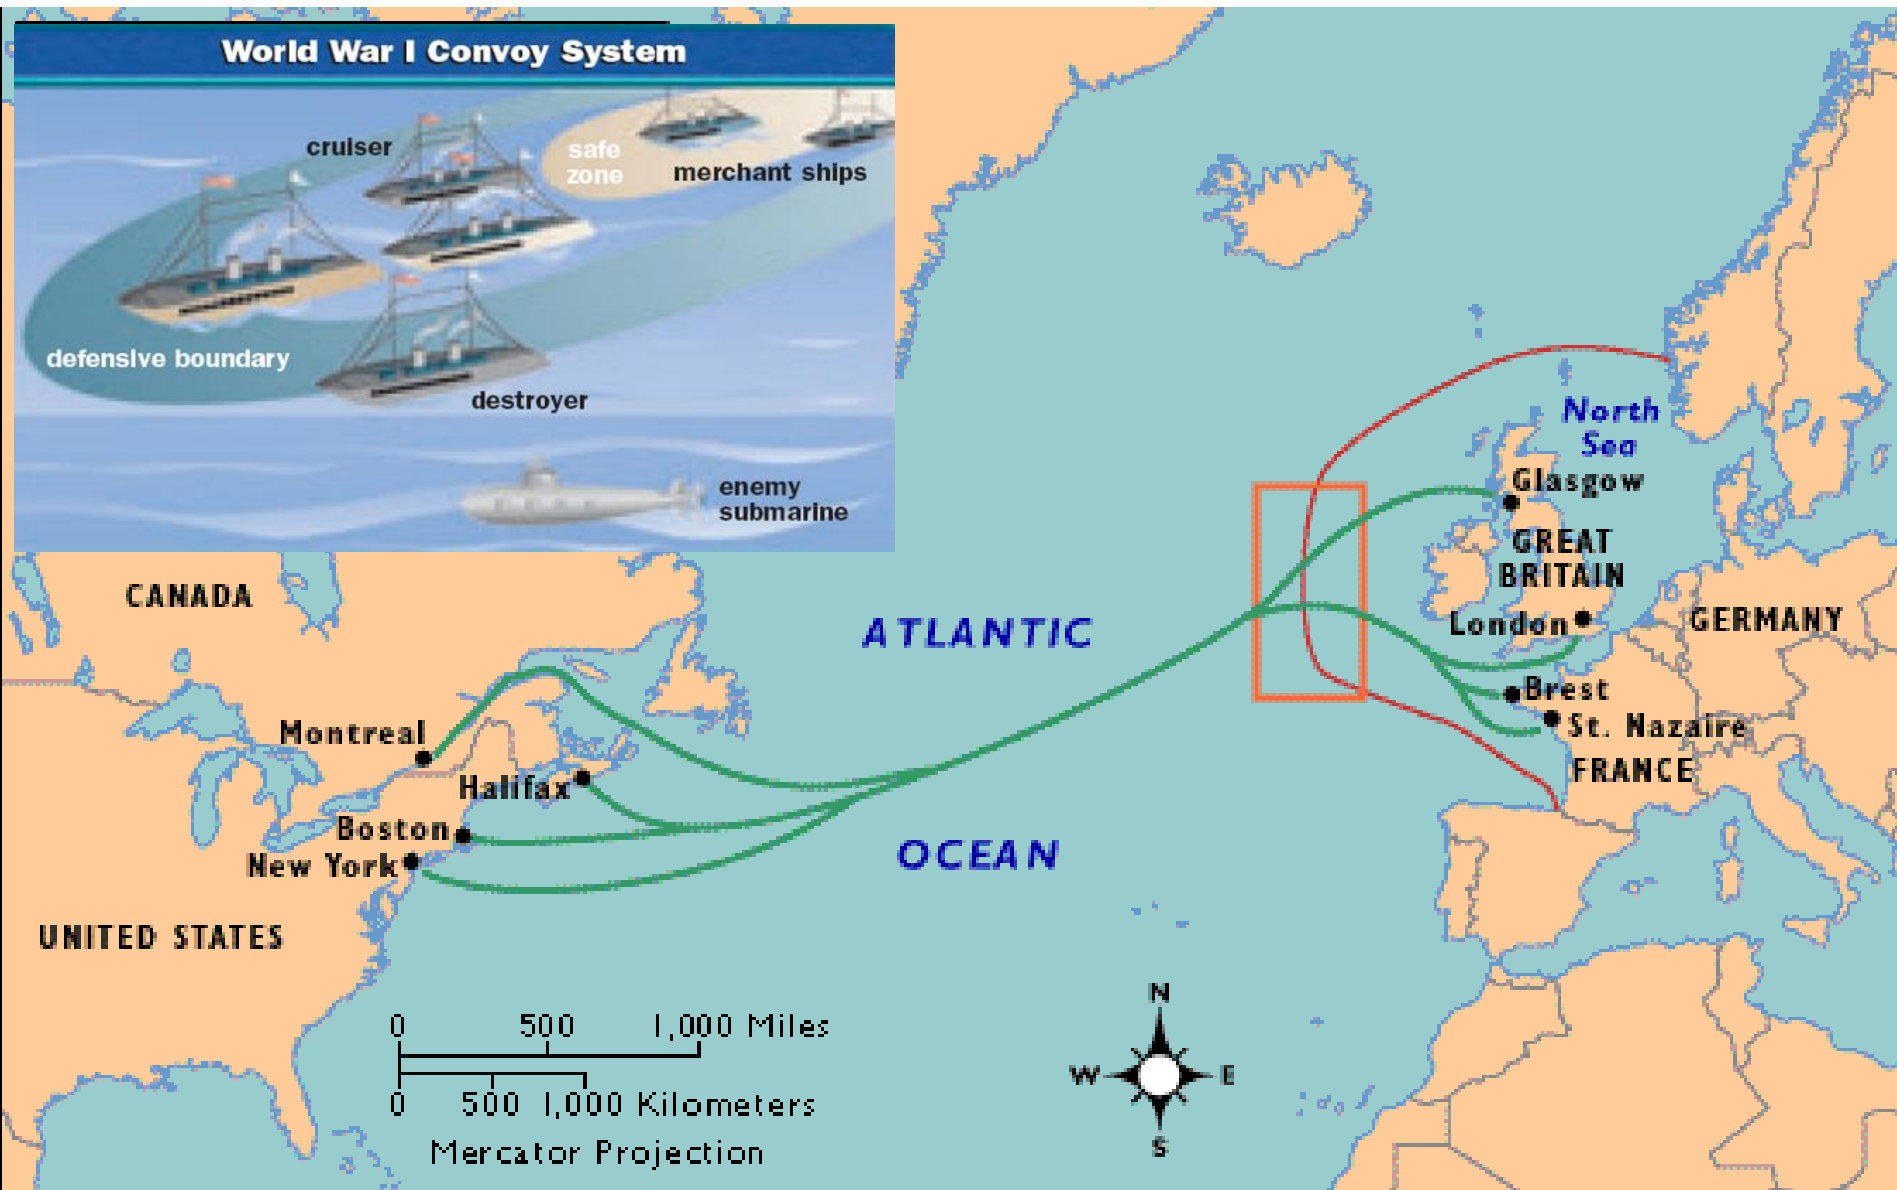 World War I Convoy System
cruiser
safe
zone
merchant ships
defensive boundary
destroyer
enemy
submarine
North
Sea
Glasgow
GREAT
BRITAIN
CANADA
ATLANTIC
London
GERMANY
Brest
St. Nazaire
Montreal
FRANCE
Halifax
Boston
New York
OCEAN
UNITED STATES
N
W
E
S
0 500 1,000 Miles
0 500 1,000 Kilometers
Mercator Projection